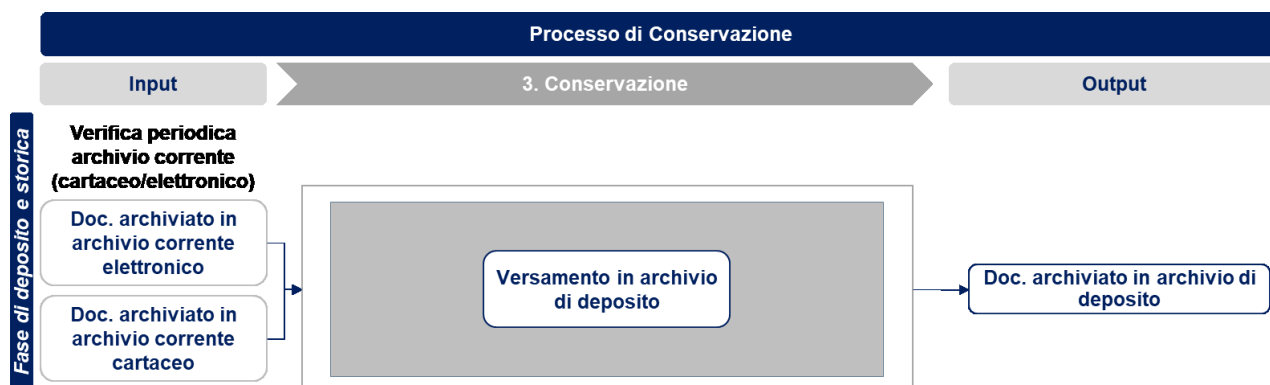 Processo di Conservazione
Input
3. Conservazione
Output
Fase di deposito e storica
Verifica periodica
archivio corrente
(cartaceo/elettronico)
Doc. archiviato in
archivio corrente
elettronico
Doc. archiviato in
archivio corrente
cartaceo
Versamento in archivio
di deposito
Doc. archiviato in archivio di
deposito